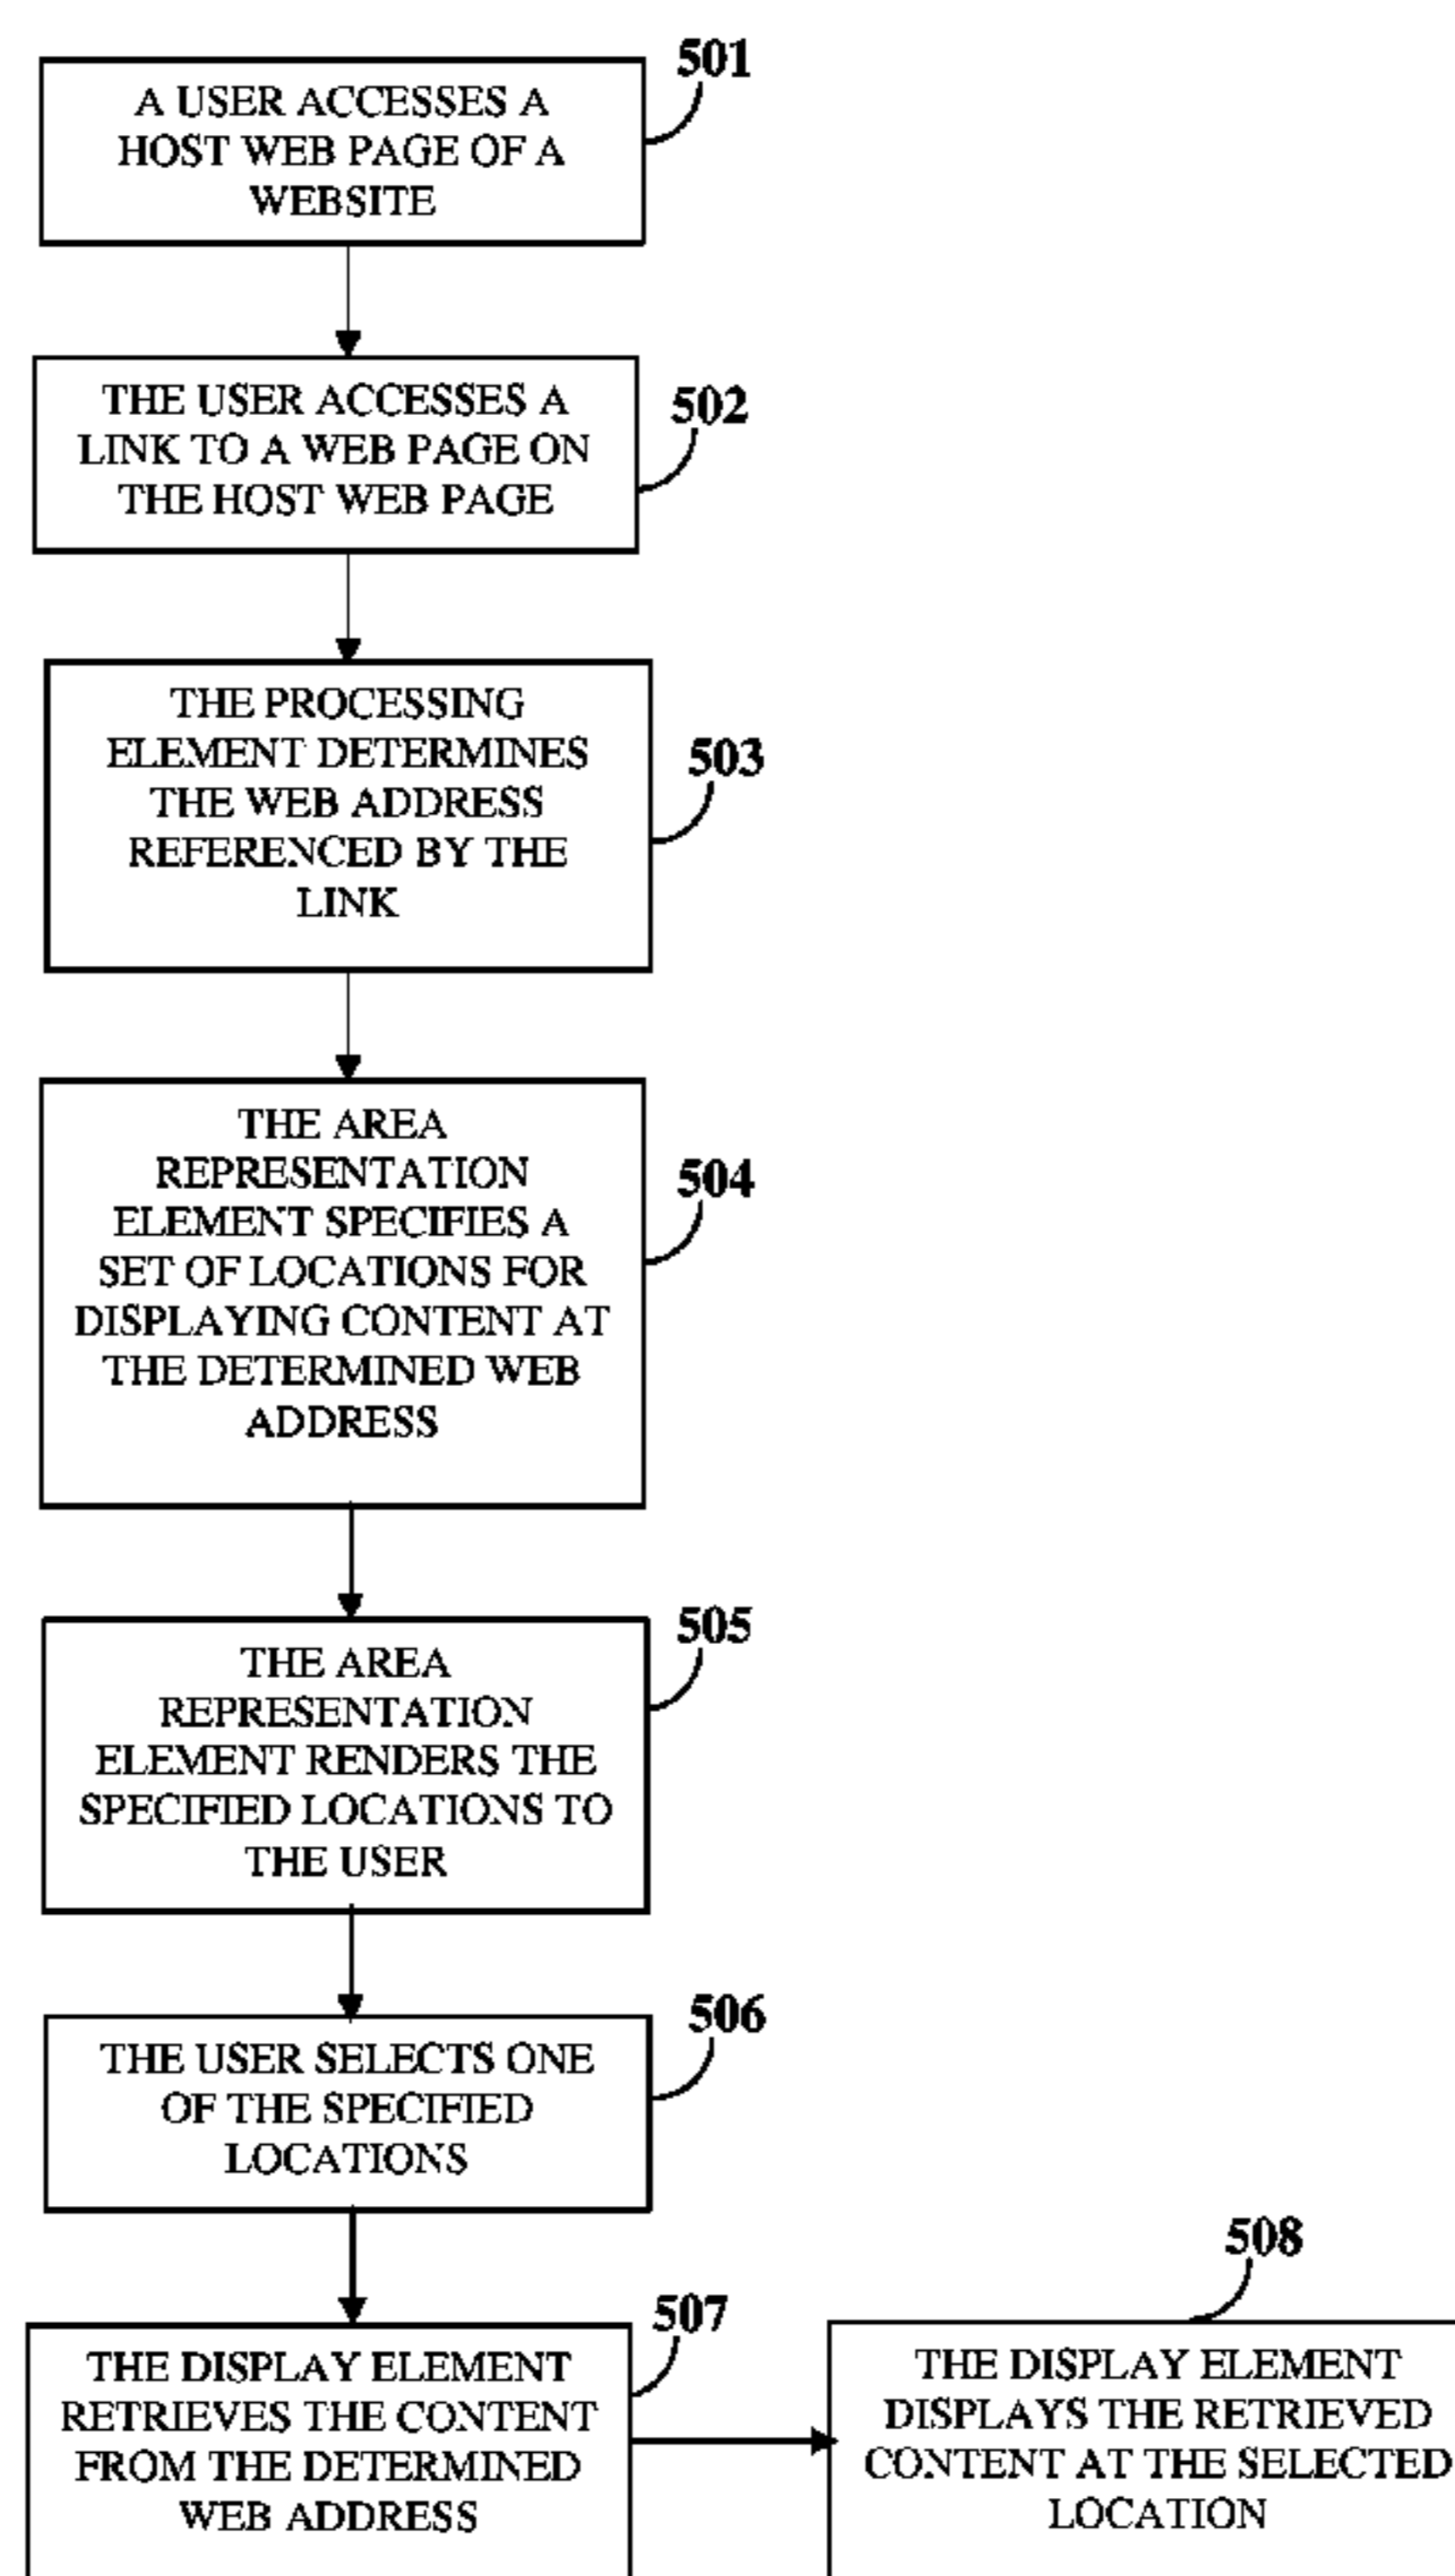 501
A USER ACCESSES A
HOST WEB PAGE OF A
WEBSITE
502
THE USER ACCESSES A
LINK TO A WEB PAGE ON
THE HOST WEB PAGE
503
THE PROCESSING
ELEMENT DETERMINES
THE WEB ADDRESS
REFERENCED BY THE
LINK
504
THE AREA
REPRESENTATION
ELEMENT SPECIFIES A
SET OF LOCATIONS FOR
DISPLAYING CONTENT AT
THE DETERMINED WEB
ADDRESS
505
THE AREA
REPRESENTATION
ELEMENT RENDERS THE
SPECIFIED LOCATIONS TO
THE USER
506
THE USER SELECTS ONE
OF THE SPECIFIED
LOCATIONS
507
THE DISPLAY ELEMENT
RETRIEVES THE CONTENT
FROM THE DETERMINED
WEB ADDRESS
508
THE DISPLAY ELEMENT
DISPLAYS THE RETRIEVED
CONTENT AT THE SELECTED
LOCATION